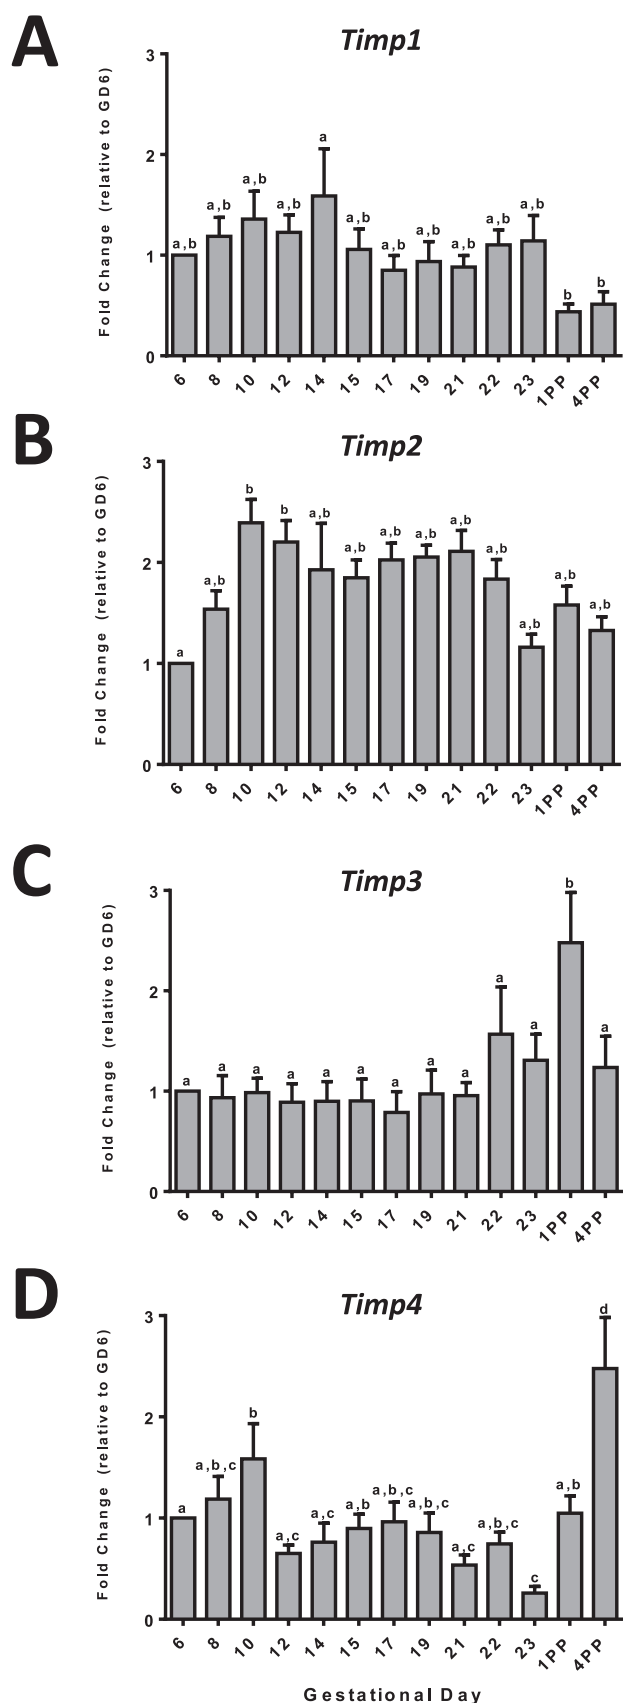 A
Timp1
Fold Change (relative to GD6)
3
2
1
0
a,b a,b a,b a,b a a,b a,b a,b a,b a,b a,b b b
6 8 10 12 14 15 17 19 21 22 23 1PP 4PP
B
Timp2
Fold Change (relative to GD6)
3
2
1
0
a a,b b b a,b a,b a,b a,b a,b a,b a,b a,b a,b
6 8 10 12 14 15 17 19 21 22 23 1PP 4PP
C
Timp3
Fold Change (relative to GD6)
3
2
1
0
a a a a a a a a a a a b a
6 8 10 12 14 15 17 19 21 22 23 1PP 4PP
D
Timp4
Fold Change (relative to GD6)
3
2
1
0
a a,b,c b a,c a,c a,b a,b,c a,b,c a,c a,b,c c a,b d
6 8 10 12 14 15 17 19 21 22 23 1PP 4PP
Gestational Day